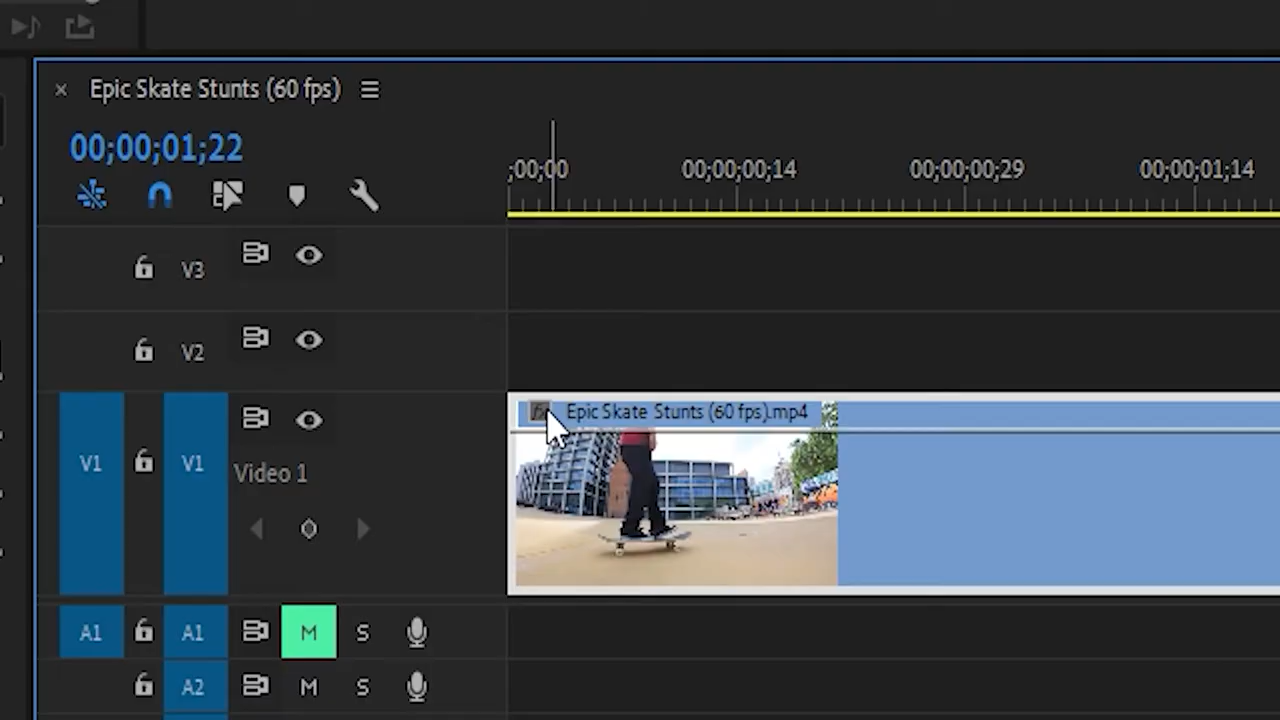 × Epic Skate Stunts (60 fps) ☰
00;00;01;22
;00;00 00;00;00;14 00;00;00;29 00;00;01;14
V3
V2
fx Epic Skate Stunts (60 fps).mp4
V1 V1
Video 1
A1 A1 M S
A2 M S